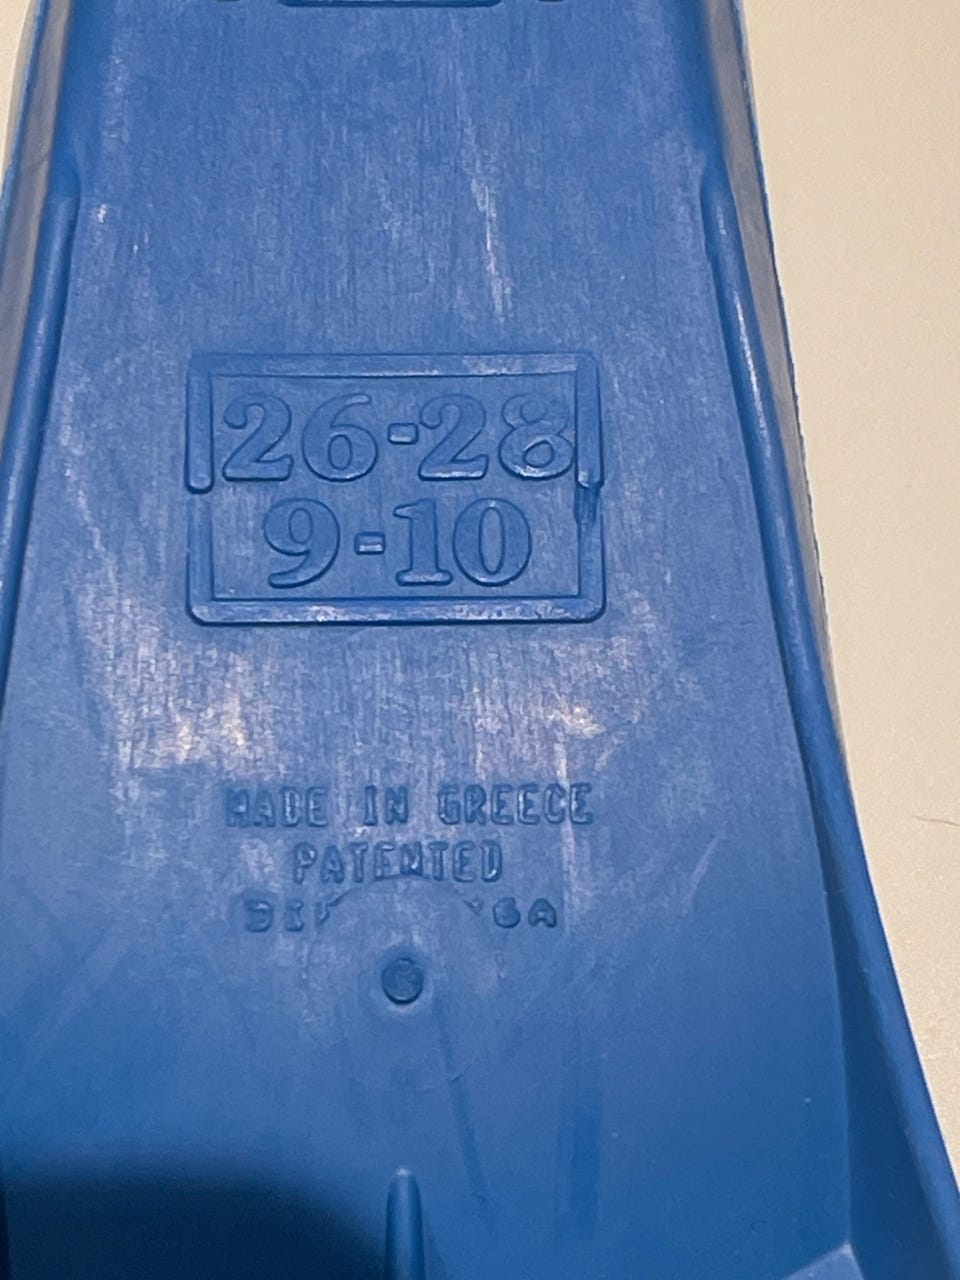 26-28
9-10
MADE IN GREECE
PATENTED